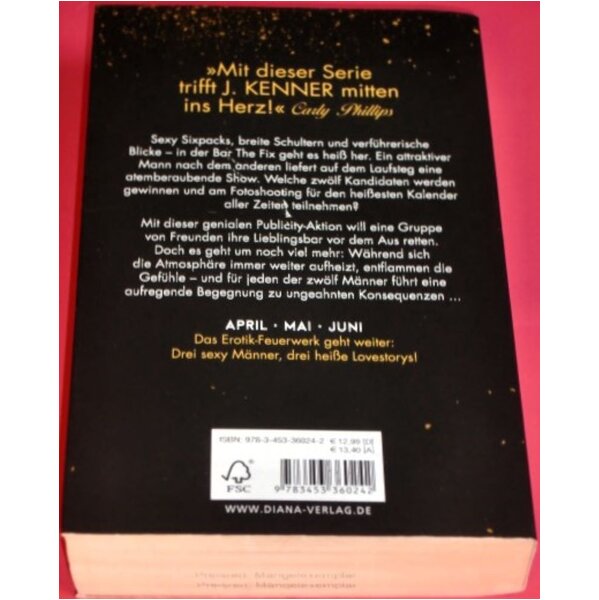 »Mit dieser Serie
trifft J. KENNER mitten
ins Herz!« Carly Phillips
Sexy Sixpacks, breite Schultern und verführerische
Blicke – in der Bar The Fix geht es heiß her. Ein attraktiver
Mann nach dem anderen liefert auf dem Laufsteg eine
atemberaubende Show. Welche zwölf Kandidaten werden
gewinnen und am Fotoshooting für den heißesten Kalender
aller Zeiten teilnehmen?
Mit dieser genialen Publicity-Aktion will eine Gruppe
von Freunden ihre Lieblingsbar vor dem Aus retten.
Doch es geht um noch viel mehr: Während sich
die Atmosphäre immer weiter aufheizt, entflammen die
Gefühle – und für jeden der zwölf Männer führt eine
aufregende Begegnung zu ungeahnten Konsequenzen ...
APRIL · MAI · JUNI
Das Erotik-Feuerwerk geht weiter:
Drei sexy Männer, drei heiße Lovestorys!
ISBN: 978-3-453-36024-2 € 12,99 [D]
€ 13,40 [A]
FSC
9 783453 360242
WWW.DIANA-VERLAG.DE
Mängelexemplar
Mängelexemplar